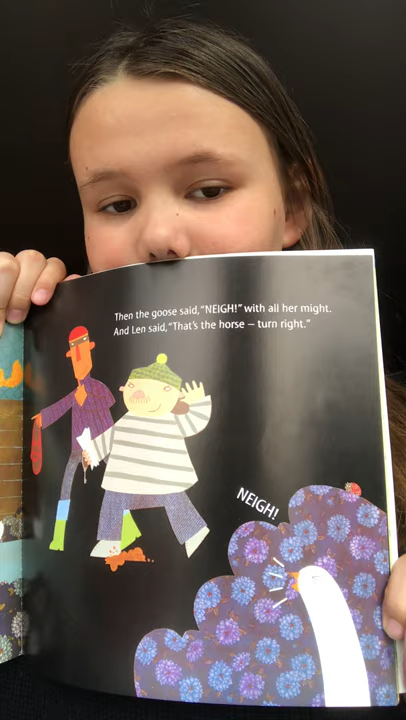 Then the goose said, "NEIGH!" with all her might.
And Len said, "That's the horse – turn right."
NEIGH!